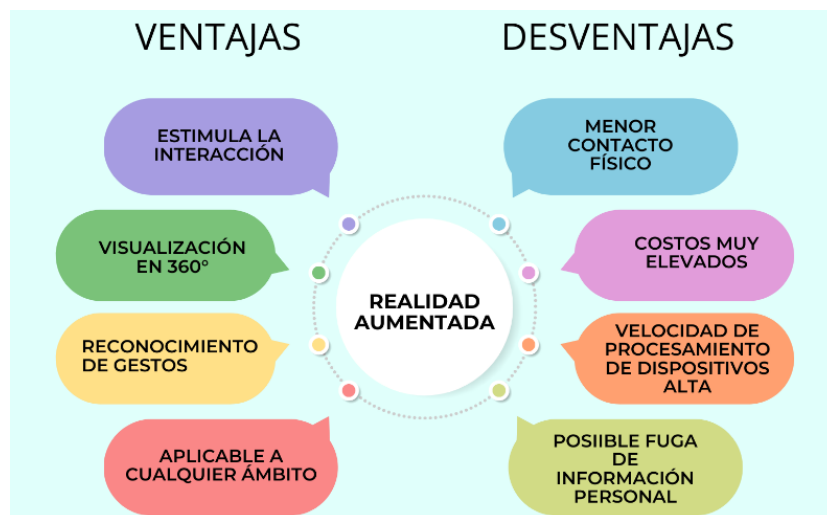 VENTAJAS
DESVENTAJAS
ESTIMULA LA
INTERACCIÓN
MENOR
CONTACTO
FÍSICO
VISUALIZACIÓN
EN 360°
COSTOS MUY
ELEVADOS
REALIDAD
AUMENTADA
RECONOCIMIENTO
DE GESTOS
VELOCIDAD DE
PROCESAMIENTO
DE DISPOSITIVOS
ALTA
APLICABLE A
CUALQUIER ÁMBITO
POSIIBLE FUGA
DE
INFORMACIÓN
PERSONAL